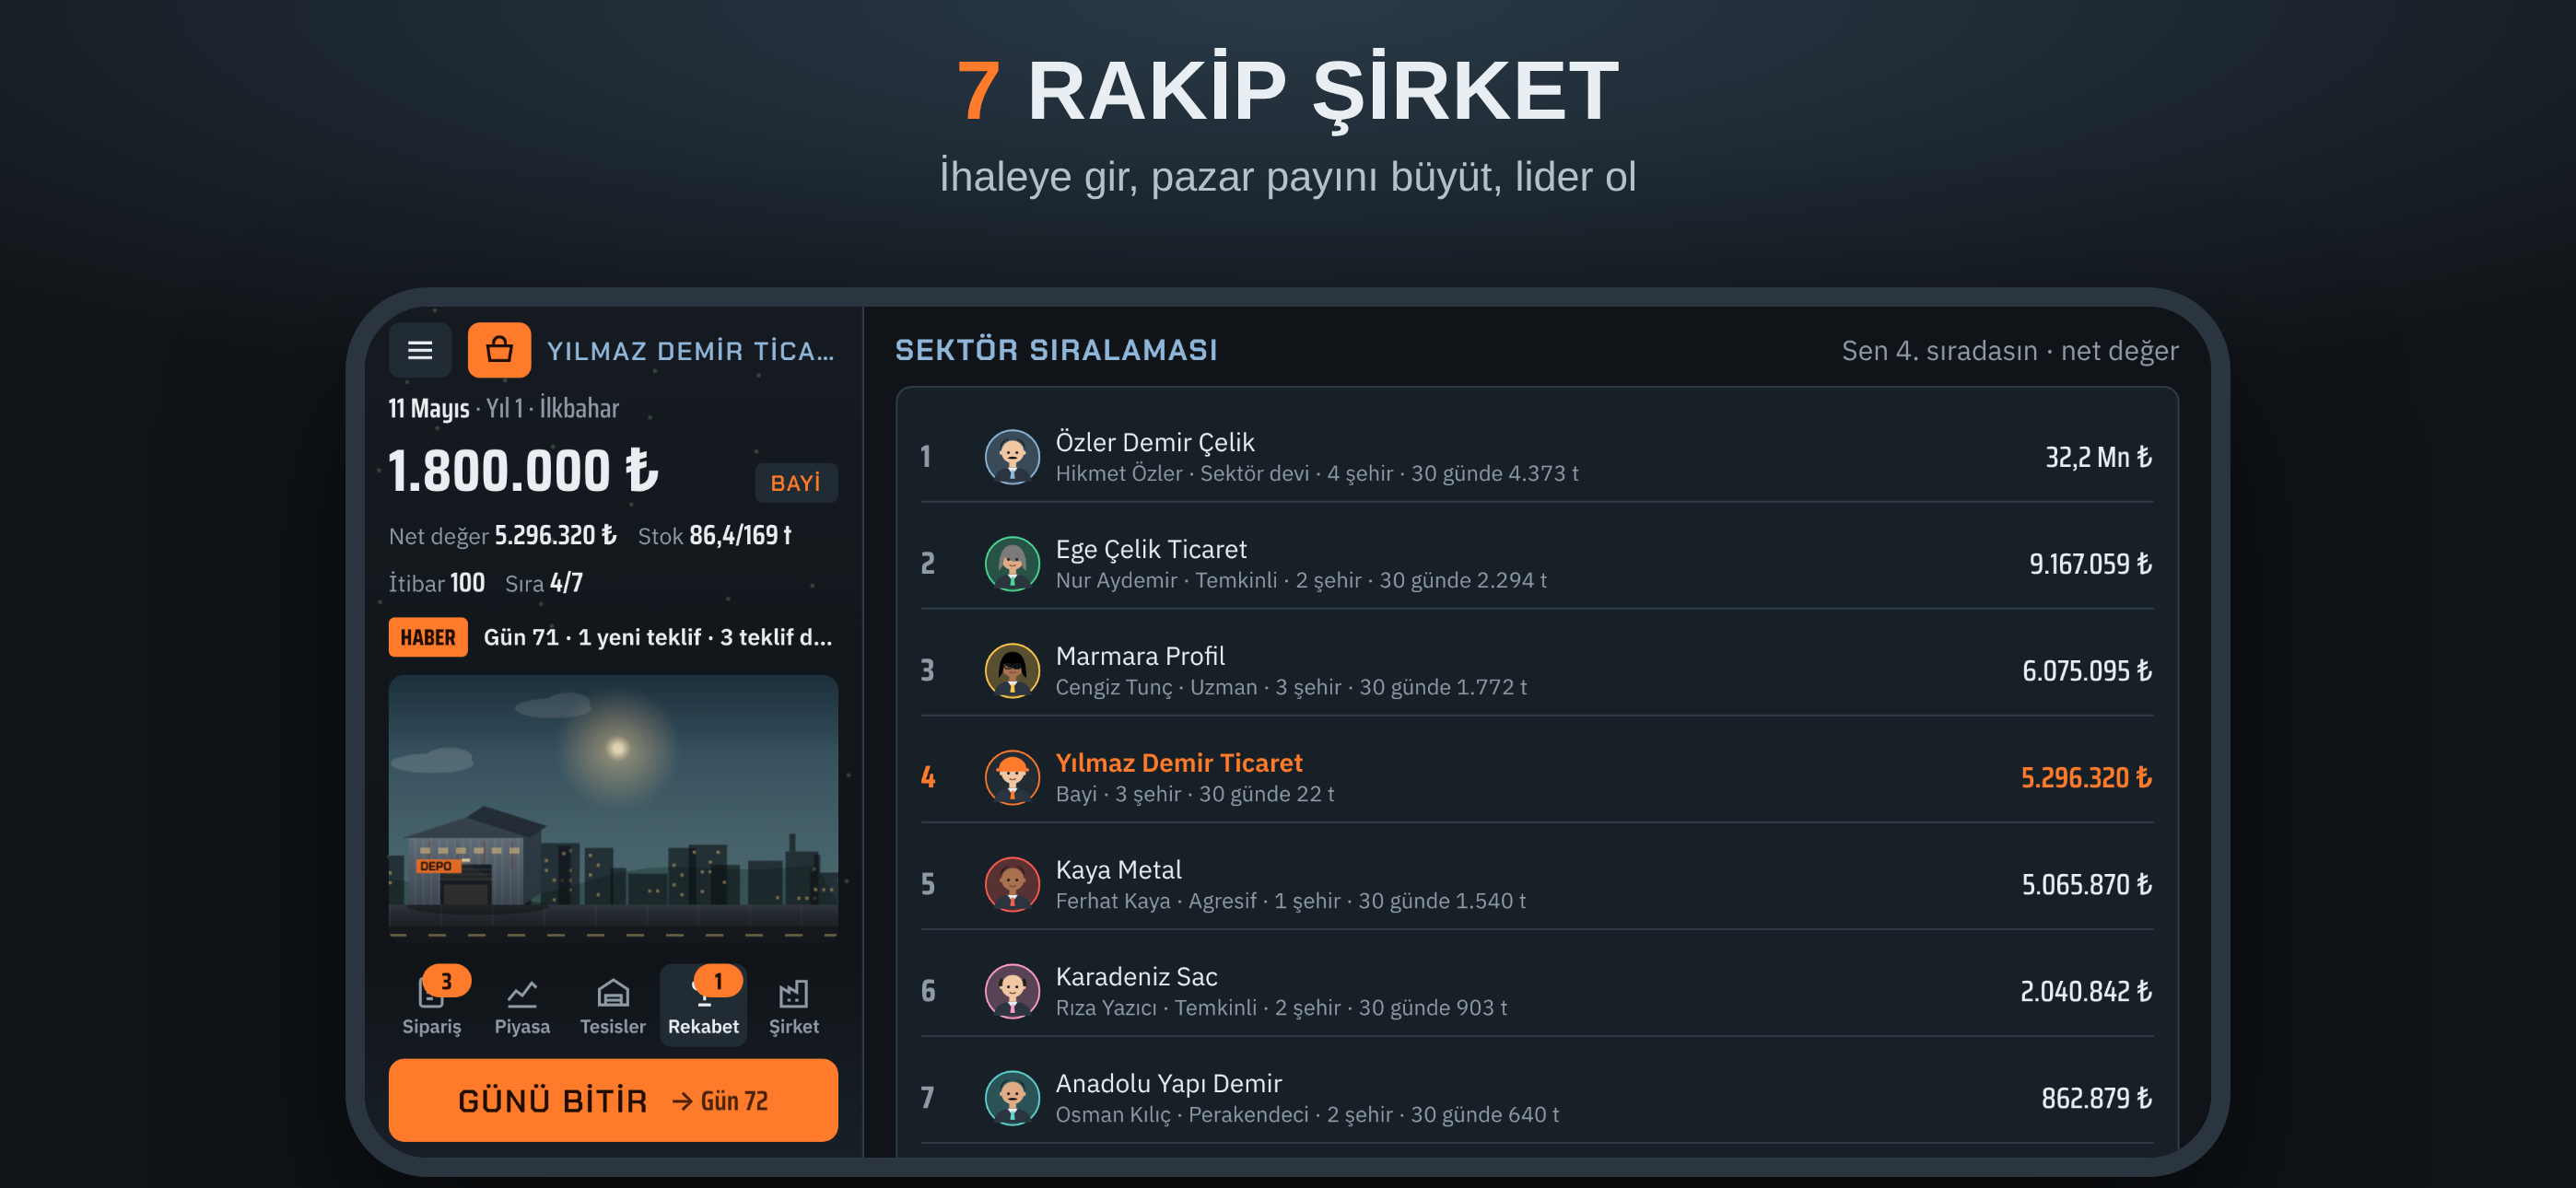 7 RAKİP ŞİRKET
İhaleye gir, pazar payını büyüt, lider ol
YILMAZ DEMİR TİCA...
11 Mayıs · Yıl 1 · İlkbahar
1.800.000 ₺
BAYİ
Net değer 5.296.320 ₺ Stok 86,4/169 t
İtibar 100 Sıra 4/7
HABER Gün 71 · 1 yeni teklif · 3 teklif d...
DEPO
3
1
Sipariş Piyasa Tesisler Rekabet Şirket
GÜNÜ BİTİR → Gün 72
SEKTÖR SIRALAMASI
Sen 4. sıradasın · net değer
1 Özler Demir Çelik 32,2 Mn ₺
Hikmet Özler · Sektör devi · 4 şehir · 30 günde 4.373 t
2 Ege Çelik Ticaret 9.167.059 ₺
Nur Aydemir · Temkinli · 2 şehir · 30 günde 2.294 t
3 Marmara Profil 6.075.095 ₺
Cengiz Tunç · Uzman · 3 şehir · 30 günde 1.772 t
4 Yılmaz Demir Ticaret 5.296.320 ₺
Bayi · 3 şehir · 30 günde 22 t
5 Kaya Metal 5.065.870 ₺
Ferhat Kaya · Agresif · 1 şehir · 30 günde 1.540 t
6 Karadeniz Sac 2.040.842 ₺
Rıza Yazıcı · Temkinli · 2 şehir · 30 günde 903 t
7 Anadolu Yapı Demir 862.879 ₺
Osman Kılıç · Perakendeci · 2 şehir · 30 günde 640 t